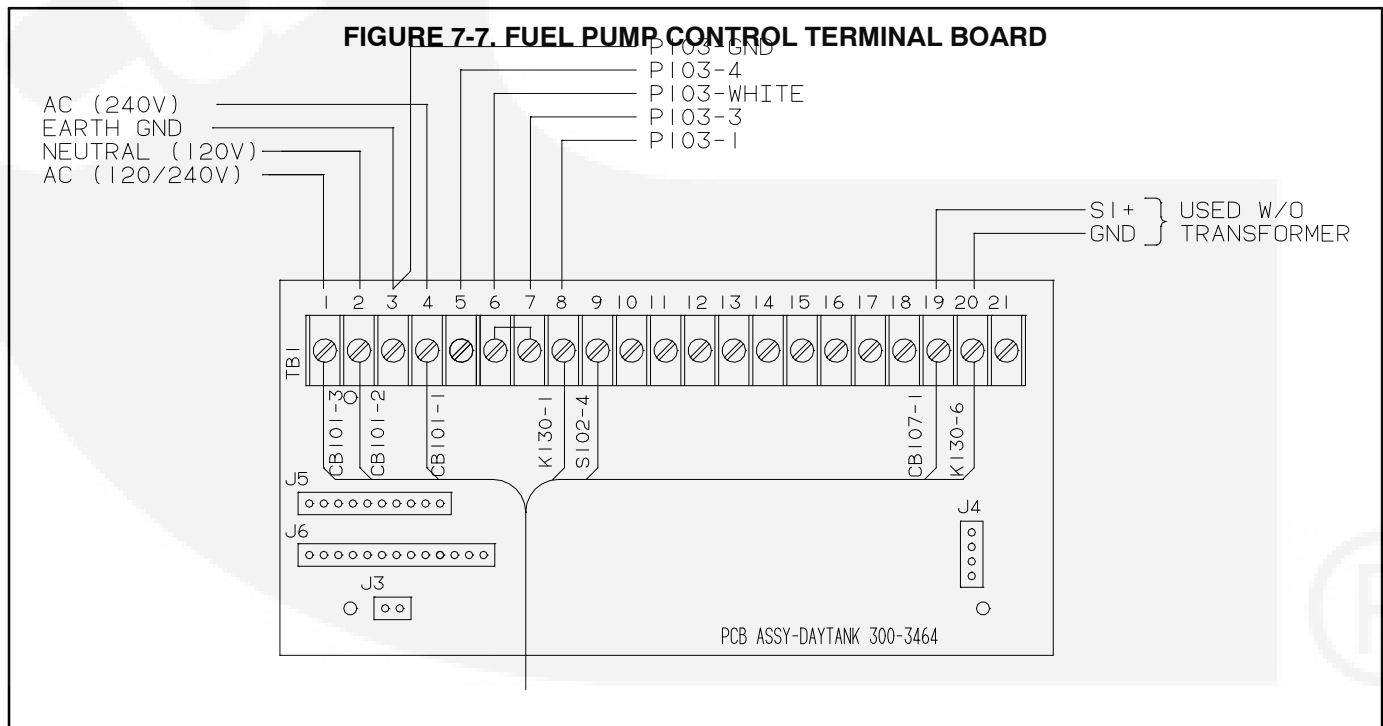 FIGURE 7-7. FUEL PUMP CONTROL TERMINAL BOARD
P103-GND
P103-4
P103-WHITE
P103-3
P103-1
AC (240V)
EARTH GND
NEUTRAL (120V)
AC (120/240V)
S1+
GND
USED W/O
TRANSFORMER
1 2 3 4 5 6 7 8 9 10 11 12 13 14 15 16 17 18 19 20 21
TB1
CB101-3
CB101-2
CB101-1
K130-1
S102-4
CB107-1
K130-6
J5
J6
J3
J4
PCB ASSY-DAYTANK 300-3464